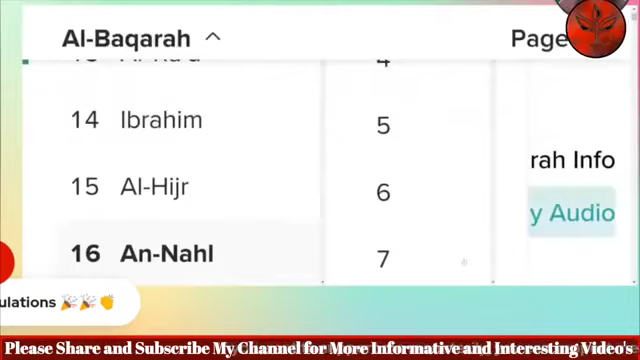 Al-Baqarah
Page
4
14 Ibrahim 5
15 Al-Hijr 6
16 An-Nahl 7
rah Info
y Audio
ulations 🎉🎉👏
Please Share and Subscribe My Channel for More Informative and Interesting Video's